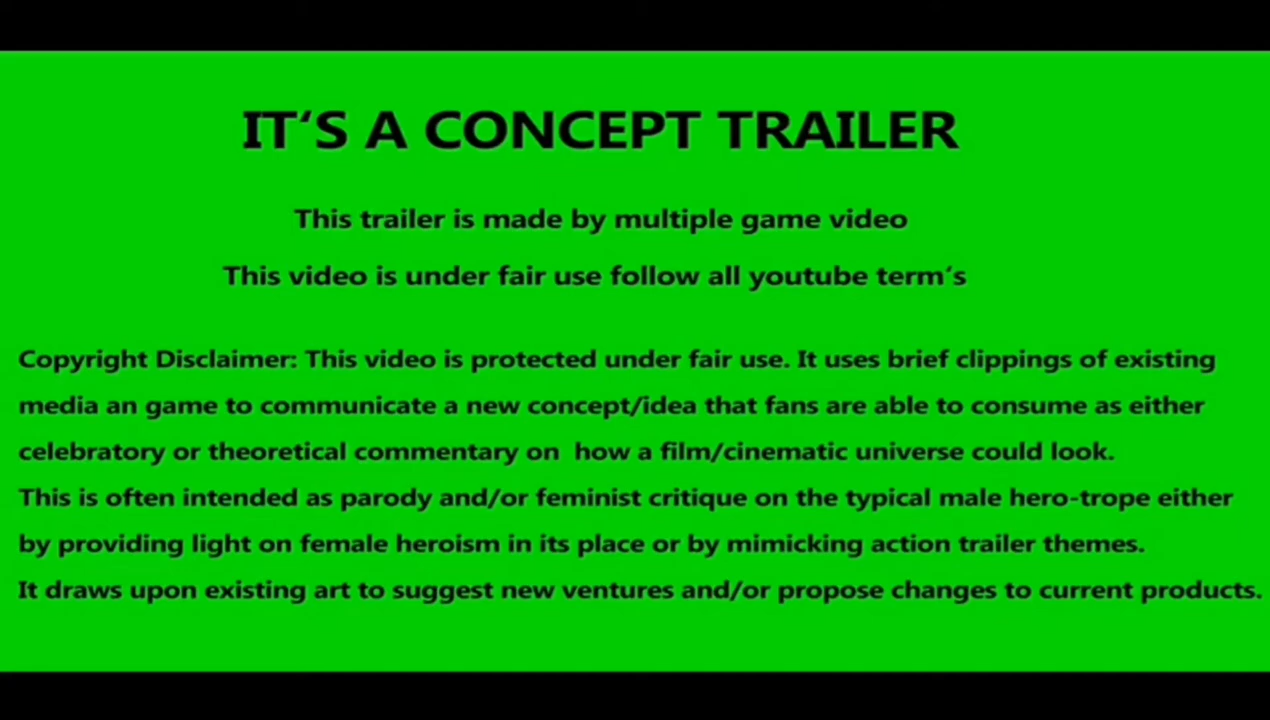 IT‘S A CONCEPT TRAILER
This trailer is made by multiple game video
This video is under fair use follow all youtube term‘s
Copyright Disclaimer: This video is protected under fair use. It uses brief clippings of existing
media an game to communicate a new concept/idea that fans are able to consume as either
celebratory or theoretical commentary on how a film/cinematic universe could look.
This is often intended as parody and/or feminist critique on the typical male hero-trope either
by providing light on female heroism in its place or by mimicking action trailer themes.
It draws upon existing art to suggest new ventures and/or propose changes to current products.